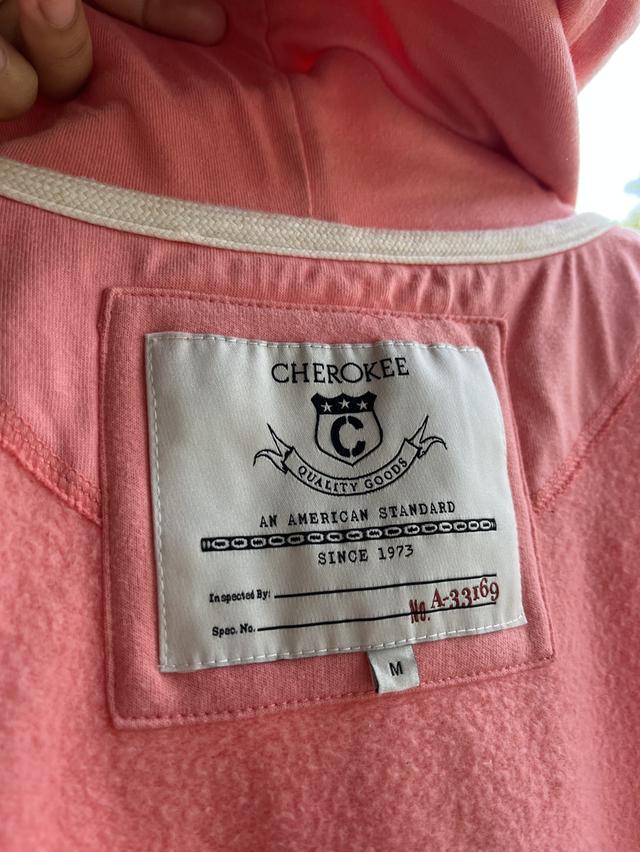 CHEROKEE
C
QUALITY GOODS
AN AMERICAN STANDARD
SINCE 1973
Inspected By:
No. A-33169
Spec. No.
M